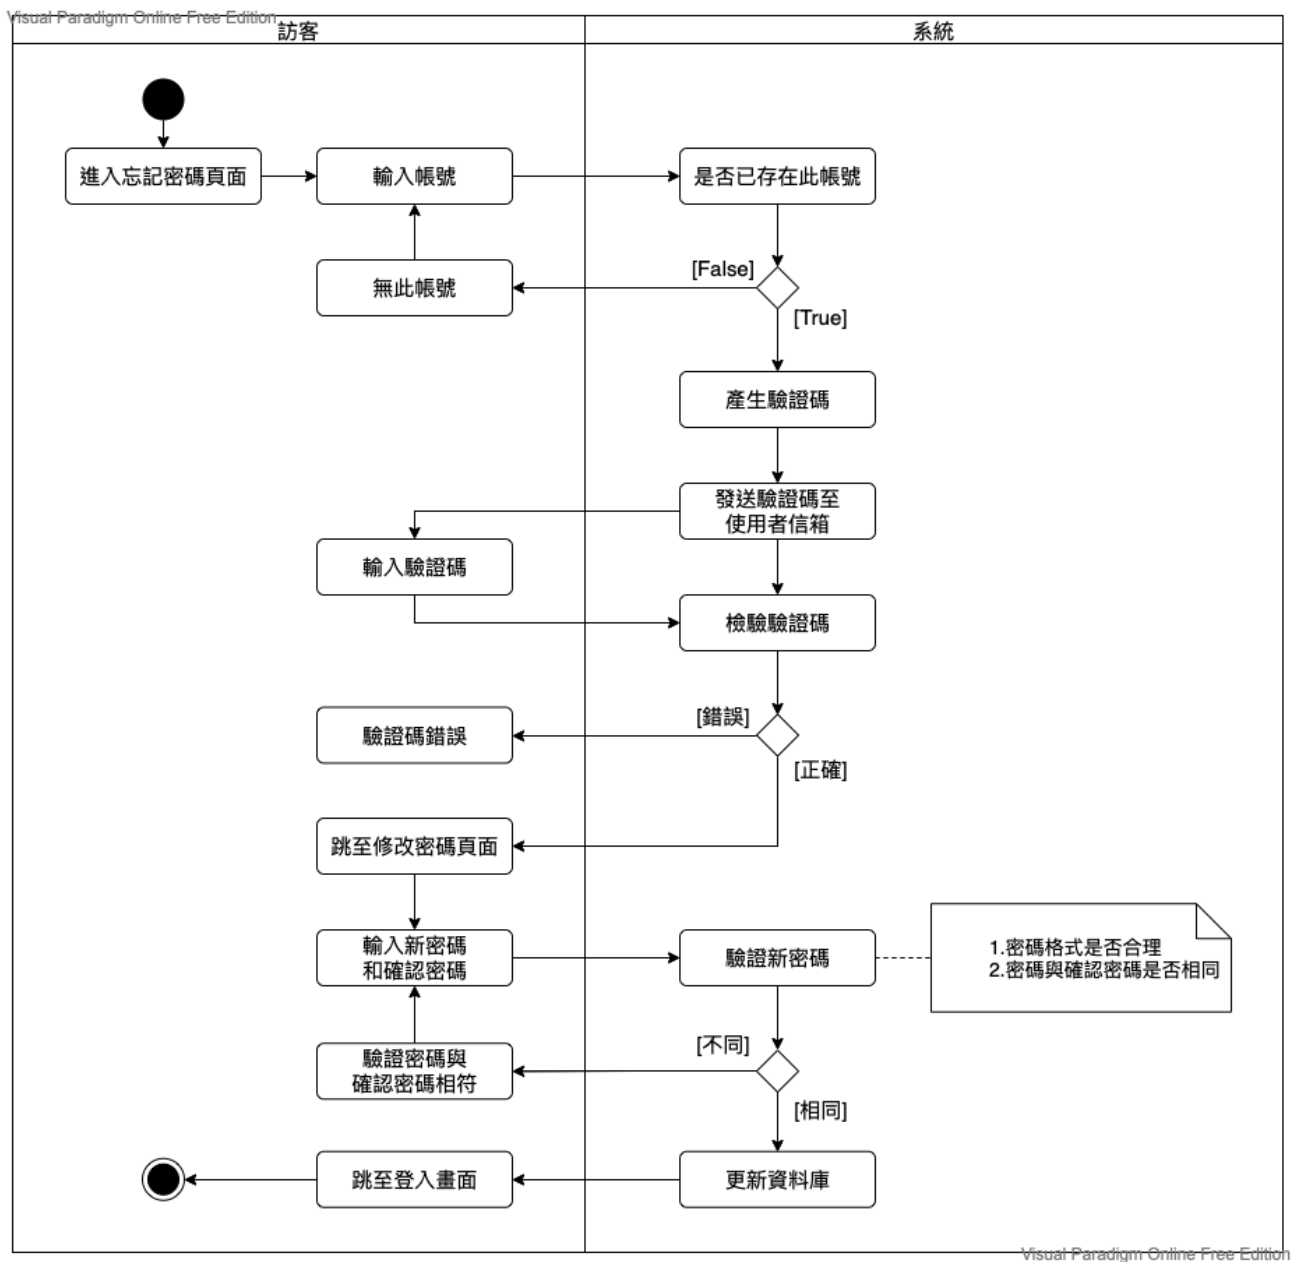 Visual Paradigm Online Free Edition
訪客
系統
進入忘記密碼頁面
輸入帳號
是否已存在此帳號
[False]
無此帳號
[True]
產生驗證碼
發送驗證碼至
使用者信箱
輸入驗證碼
檢驗驗證碼
[錯誤]
驗證碼錯誤
[正確]
跳至修改密碼頁面
輸入新密碼
和確認密碼
驗證新密碼
1.密碼格式是否合理
2.密碼與確認密碼是否相同
[不同]
驗證密碼與
確認密碼相符
[相同]
跳至登入畫面
更新資料庫
Visual Paradigm Online Free Edition